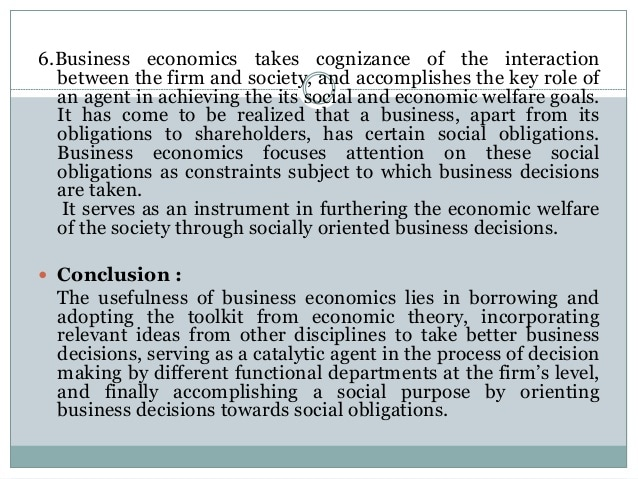 6.Business economics takes cognizance of the interaction
between the firm and society, and accomplishes the key role of
an agent in achieving the its social and economic welfare goals.
It has come to be realized that a business, apart from its
obligations to shareholders, has certain social obligations.
Business economics focuses attention on these social
obligations as constraints subject to which business decisions
are taken.
It serves as an instrument in furthering the economic welfare
of the society through socially oriented business decisions.
• Conclusion :
The usefulness of business economics lies in borrowing and
adopting the toolkit from economic theory, incorporating
relevant ideas from other disciplines to take better business
decisions, serving as a catalytic agent in the process of decision
making by different functional departments at the firm's level,
and finally accomplishing a social purpose by orienting
business decisions towards social obligations.